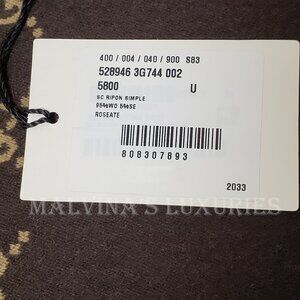 400 / 004 / 040 / 900 S83
528946 3G744 002
5800 U
SC RIPON SIMPLE
95%WO 5%SE
ROSEATE
808307893
2033
MALVINA'S LUXURIES